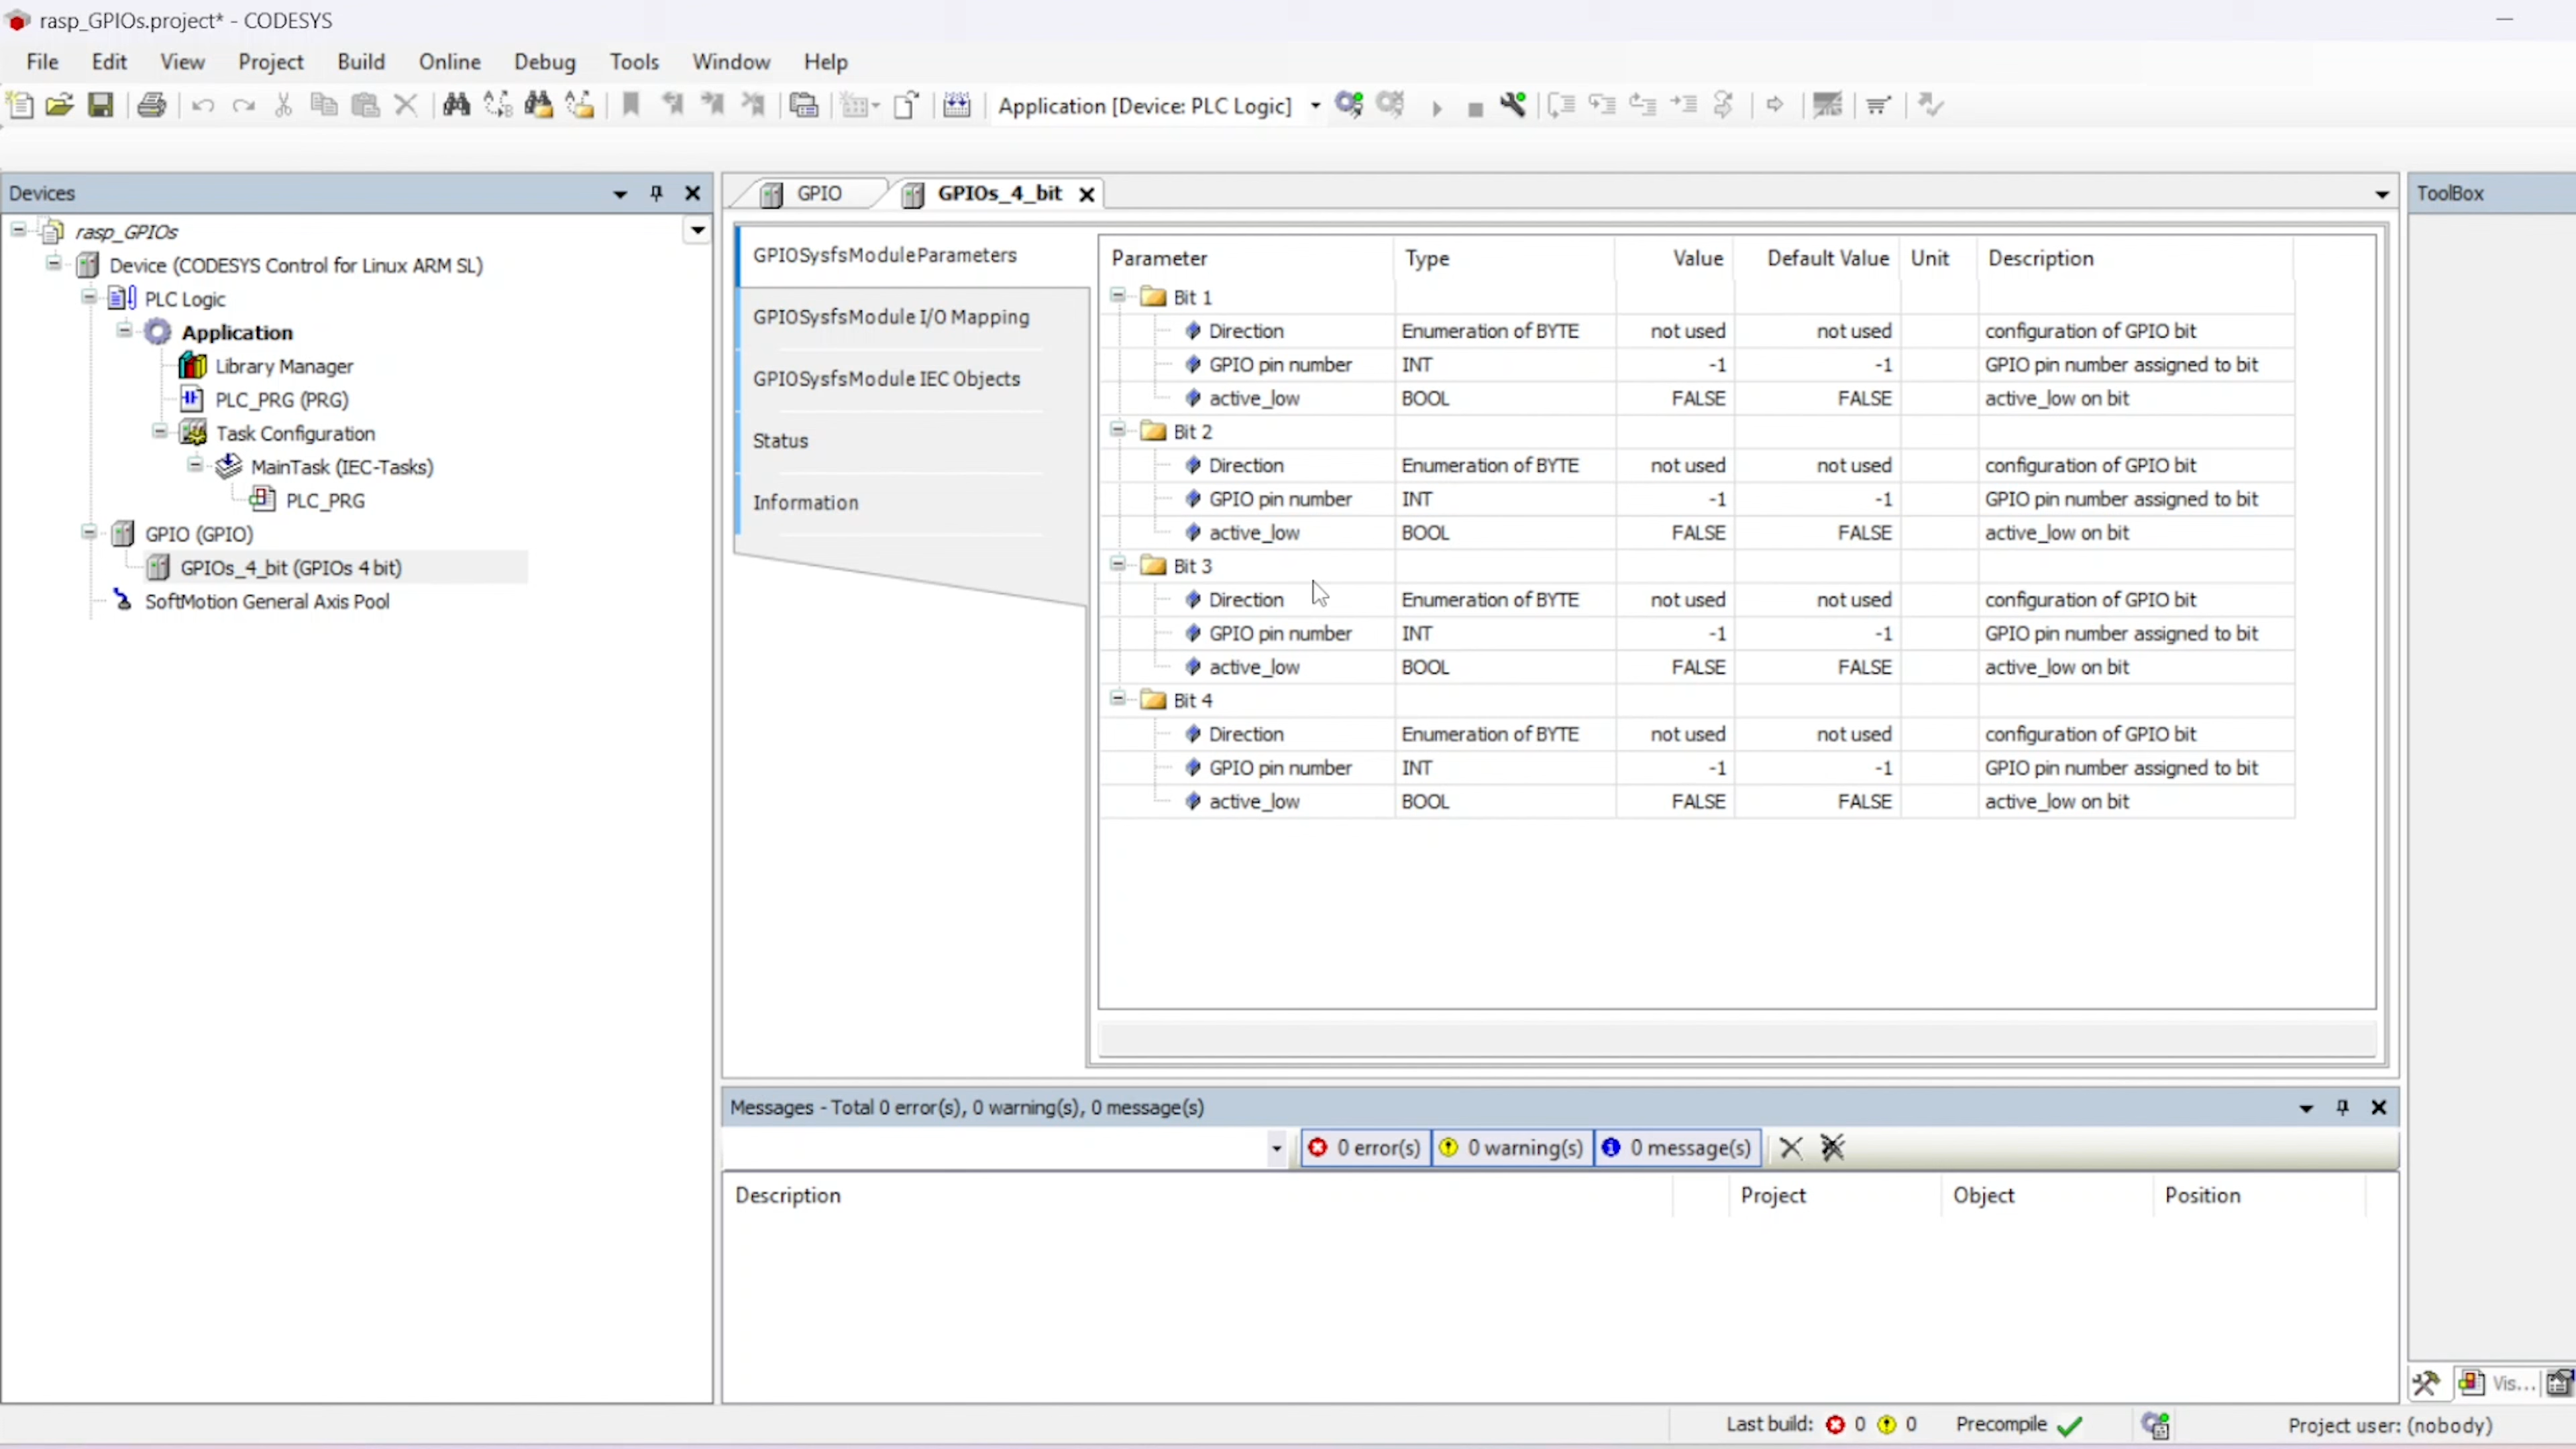 rasp_GPIOs.project* - CODESYS
File Edit View Project Build Online Debug Tools Window Help
Application [Device: PLC Logic]
Devices
rasp_GPIOs
Device (CODESYS Control for Linux ARM SL)
PLC Logic
Application
Library Manager
PLC_PRG (PRG)
Task Configuration
MainTask (IEC-Tasks)
PLC_PRG
GPIO (GPIO)
GPIOs_4_bit (GPIOs 4 bit)
SoftMotion General Axis Pool
GPIO GPIOs_4_bit
GPIOSysfsModule Parameters
GPIOSysfsModule I/O Mapping
GPIOSysfsModule IEC Objects
Status
Information
Parameter Type Value Default Value Unit Description
Bit 1
Direction Enumeration of BYTE not used not used configuration of GPIO bit
GPIO pin number INT -1 -1 GPIO pin number assigned to bit
active_low BOOL FALSE FALSE active_low on bit
Bit 2
Direction Enumeration of BYTE not used not used configuration of GPIO bit
GPIO pin number INT -1 -1 GPIO pin number assigned to bit
active_low BOOL FALSE FALSE active_low on bit
Bit 3
Direction Enumeration of BYTE not used not used configuration of GPIO bit
GPIO pin number INT -1 -1 GPIO pin number assigned to bit
active_low BOOL FALSE FALSE active_low on bit
Bit 4
Direction Enumeration of BYTE not used not used configuration of GPIO bit
GPIO pin number INT -1 -1 GPIO pin number assigned to bit
active_low BOOL FALSE FALSE active_low on bit
ToolBox
Messages - Total 0 error(s), 0 warning(s), 0 message(s)
0 error(s) 0 warning(s) 0 message(s)
Description Project Object Position
Vis...
Last build: 0 0 Precompile Project user: (nobody)